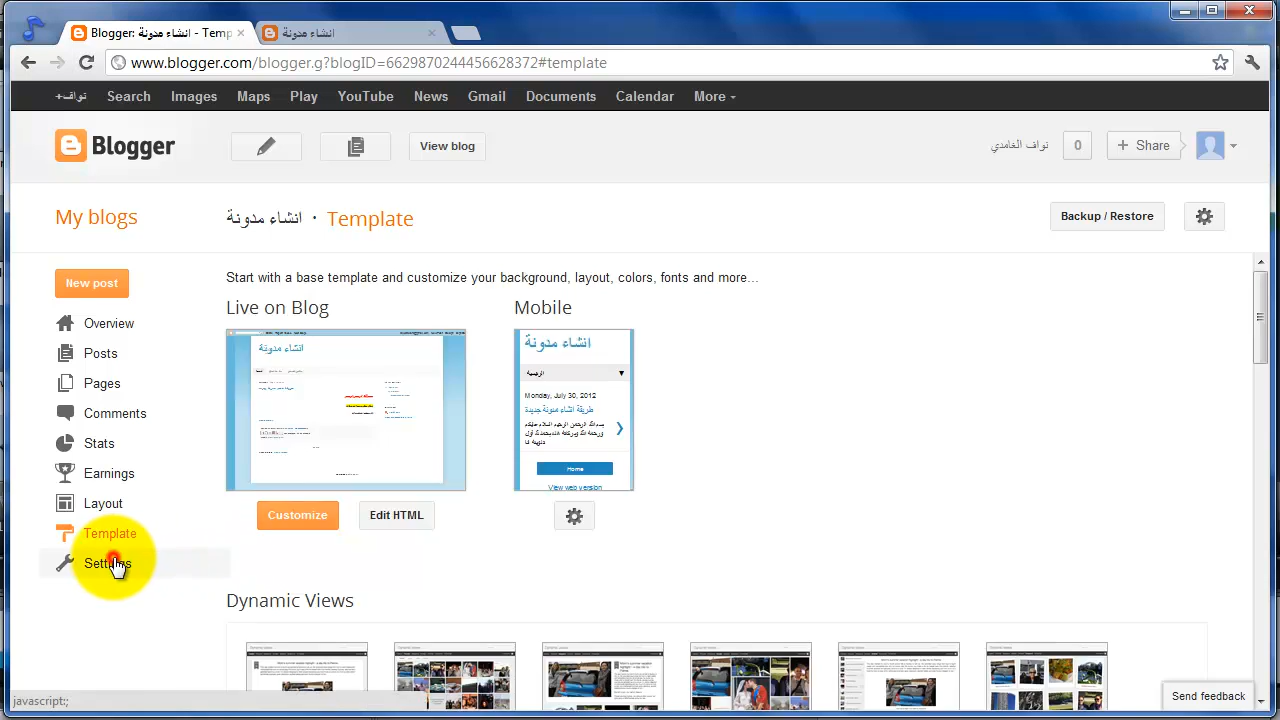 Blogger: انشاء مدونة - Temp
انشاء مدونة
www.blogger.com/blogger.g?blogID=6629870244456628372#template
+نواف Search Images Maps Play YouTube News Gmail Documents Calendar More
Blogger View blog نواف الغامدي 0 + Share
My blogs انشاء مدونة · Template Backup / Restore
New post
Overview
Posts
Pages
Comments
Stats
Earnings
Layout
Template
Settings
Start with a base template and customize your background, layout, colors, fonts and more...
Live on Blog Mobile
انشاء مدونة
انشاء مدونة
الرئيسية
Monday, July 30, 2012
طريقة انشاء مدونة جديدة
Home
View web version
Customize Edit HTML
Dynamic Views
Send feedback
javascript:;